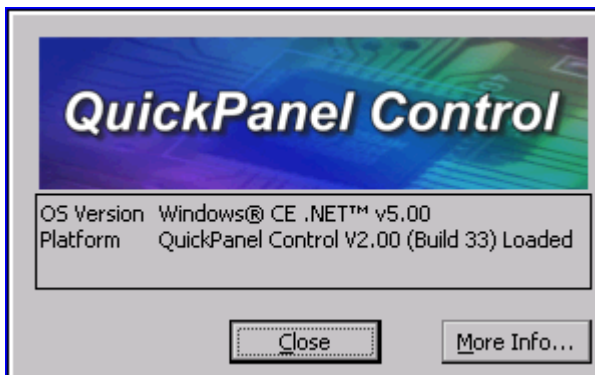 QuickPanel Control
OS Version Windows® CE .NET™ v5.00
Platform QuickPanel Control V2.00 (Build 33) Loaded
Close More Info...